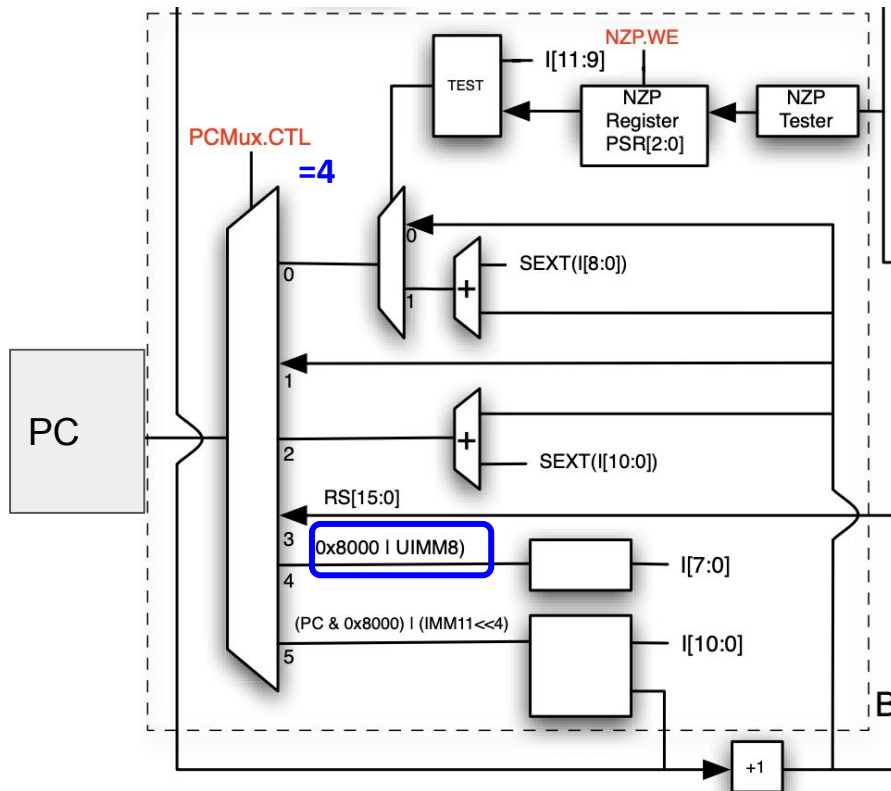 NZP.WE
I[11:9]
TEST
NZP
Register
PSR[2:0]
NZP
Tester
PCMux.CTL
=4
0
SEXT(I[8:0])
0
1
+
1
PC
2
+
SEXT(I[10:0])
RS[15:0]
3
0x8000 | UIMM8)
4
I[7:0]
(PC & 0x8000) | (IMM11<<4)
5
I[10:0]
B
+1